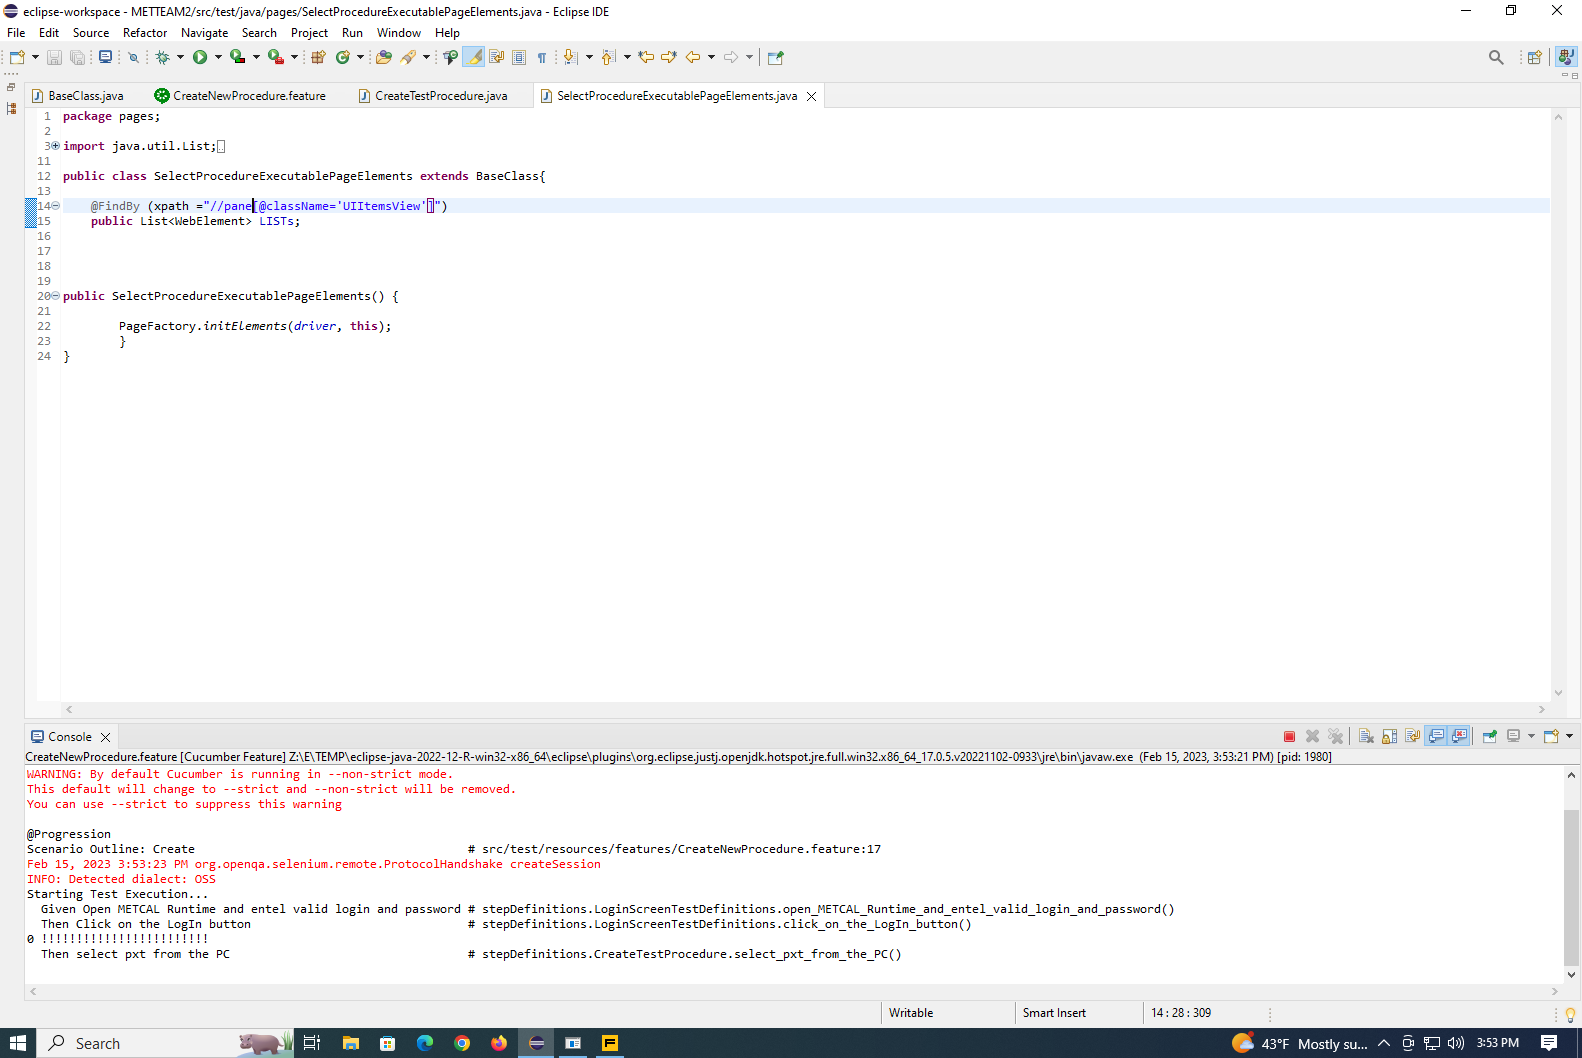 eclipse-workspace - METTEAM2/src/test/java/pages/SelectProcedureExecutablePageElements.java - Eclipse IDE
File Edit Source Refactor Navigate Search Project Run Window Help
BaseClass.java CreateNewProcedure.feature CreateTestProcedure.java SelectProcedureExecutablePageElements.java
1 package pages;
2
3 import java.util.List;
11
12 public class SelectProcedureExecutablePageElements extends BaseClass{
13
14 @FindBy (xpath ="//pane[@className='UIItemsView']")
15 public List<WebElement> LISTs;
16
17
18
19
20 public SelectProcedureExecutablePageElements() {
21
22 PageFactory.initElements(driver, this);
23 }
24 }
Console
CreateNewProcedure.feature [Cucumber Feature] Z:\E\TEMP\eclipse-java-2022-12-R-win32-x86_64\eclipse\plugins\org.eclipse.justj.openjdk.hotspot.jre.full.win32.x86_64_17.0.5.v20221102-0933\jre\bin\javaw.exe (Feb 15, 2023, 3:53:21 PM) [pid: 1980]
WARNING: By default Cucumber is running in --non-strict mode.
This default will change to --strict and --non-strict will be removed.
You can use --strict to suppress this warning
@Progression
Scenario Outline: Create # src/test/resources/features/CreateNewProcedure.feature:17
Feb 15, 2023 3:53:23 PM org.openqa.selenium.remote.ProtocolHandshake createSession
INFO: Detected dialect: OSS
Starting Test Execution...
Given Open METCAL Runtime and entel valid login and password # stepDefinitions.LoginScreenTestDefinitions.open_METCAL_Runtime_and_entel_valid_login_and_password()
Then Click on the LogIn button # stepDefinitions.LoginScreenTestDefinitions.click_on_the_LogIn_button()
0 !!!!!!!!!!!!!!!!!!!!!!!!
Then select pxt from the PC # stepDefinitions.CreateTestProcedure.select_pxt_from_the_PC()
Writable Smart Insert 14 : 28 : 309
Search 43°F Mostly su... 3:53 PM